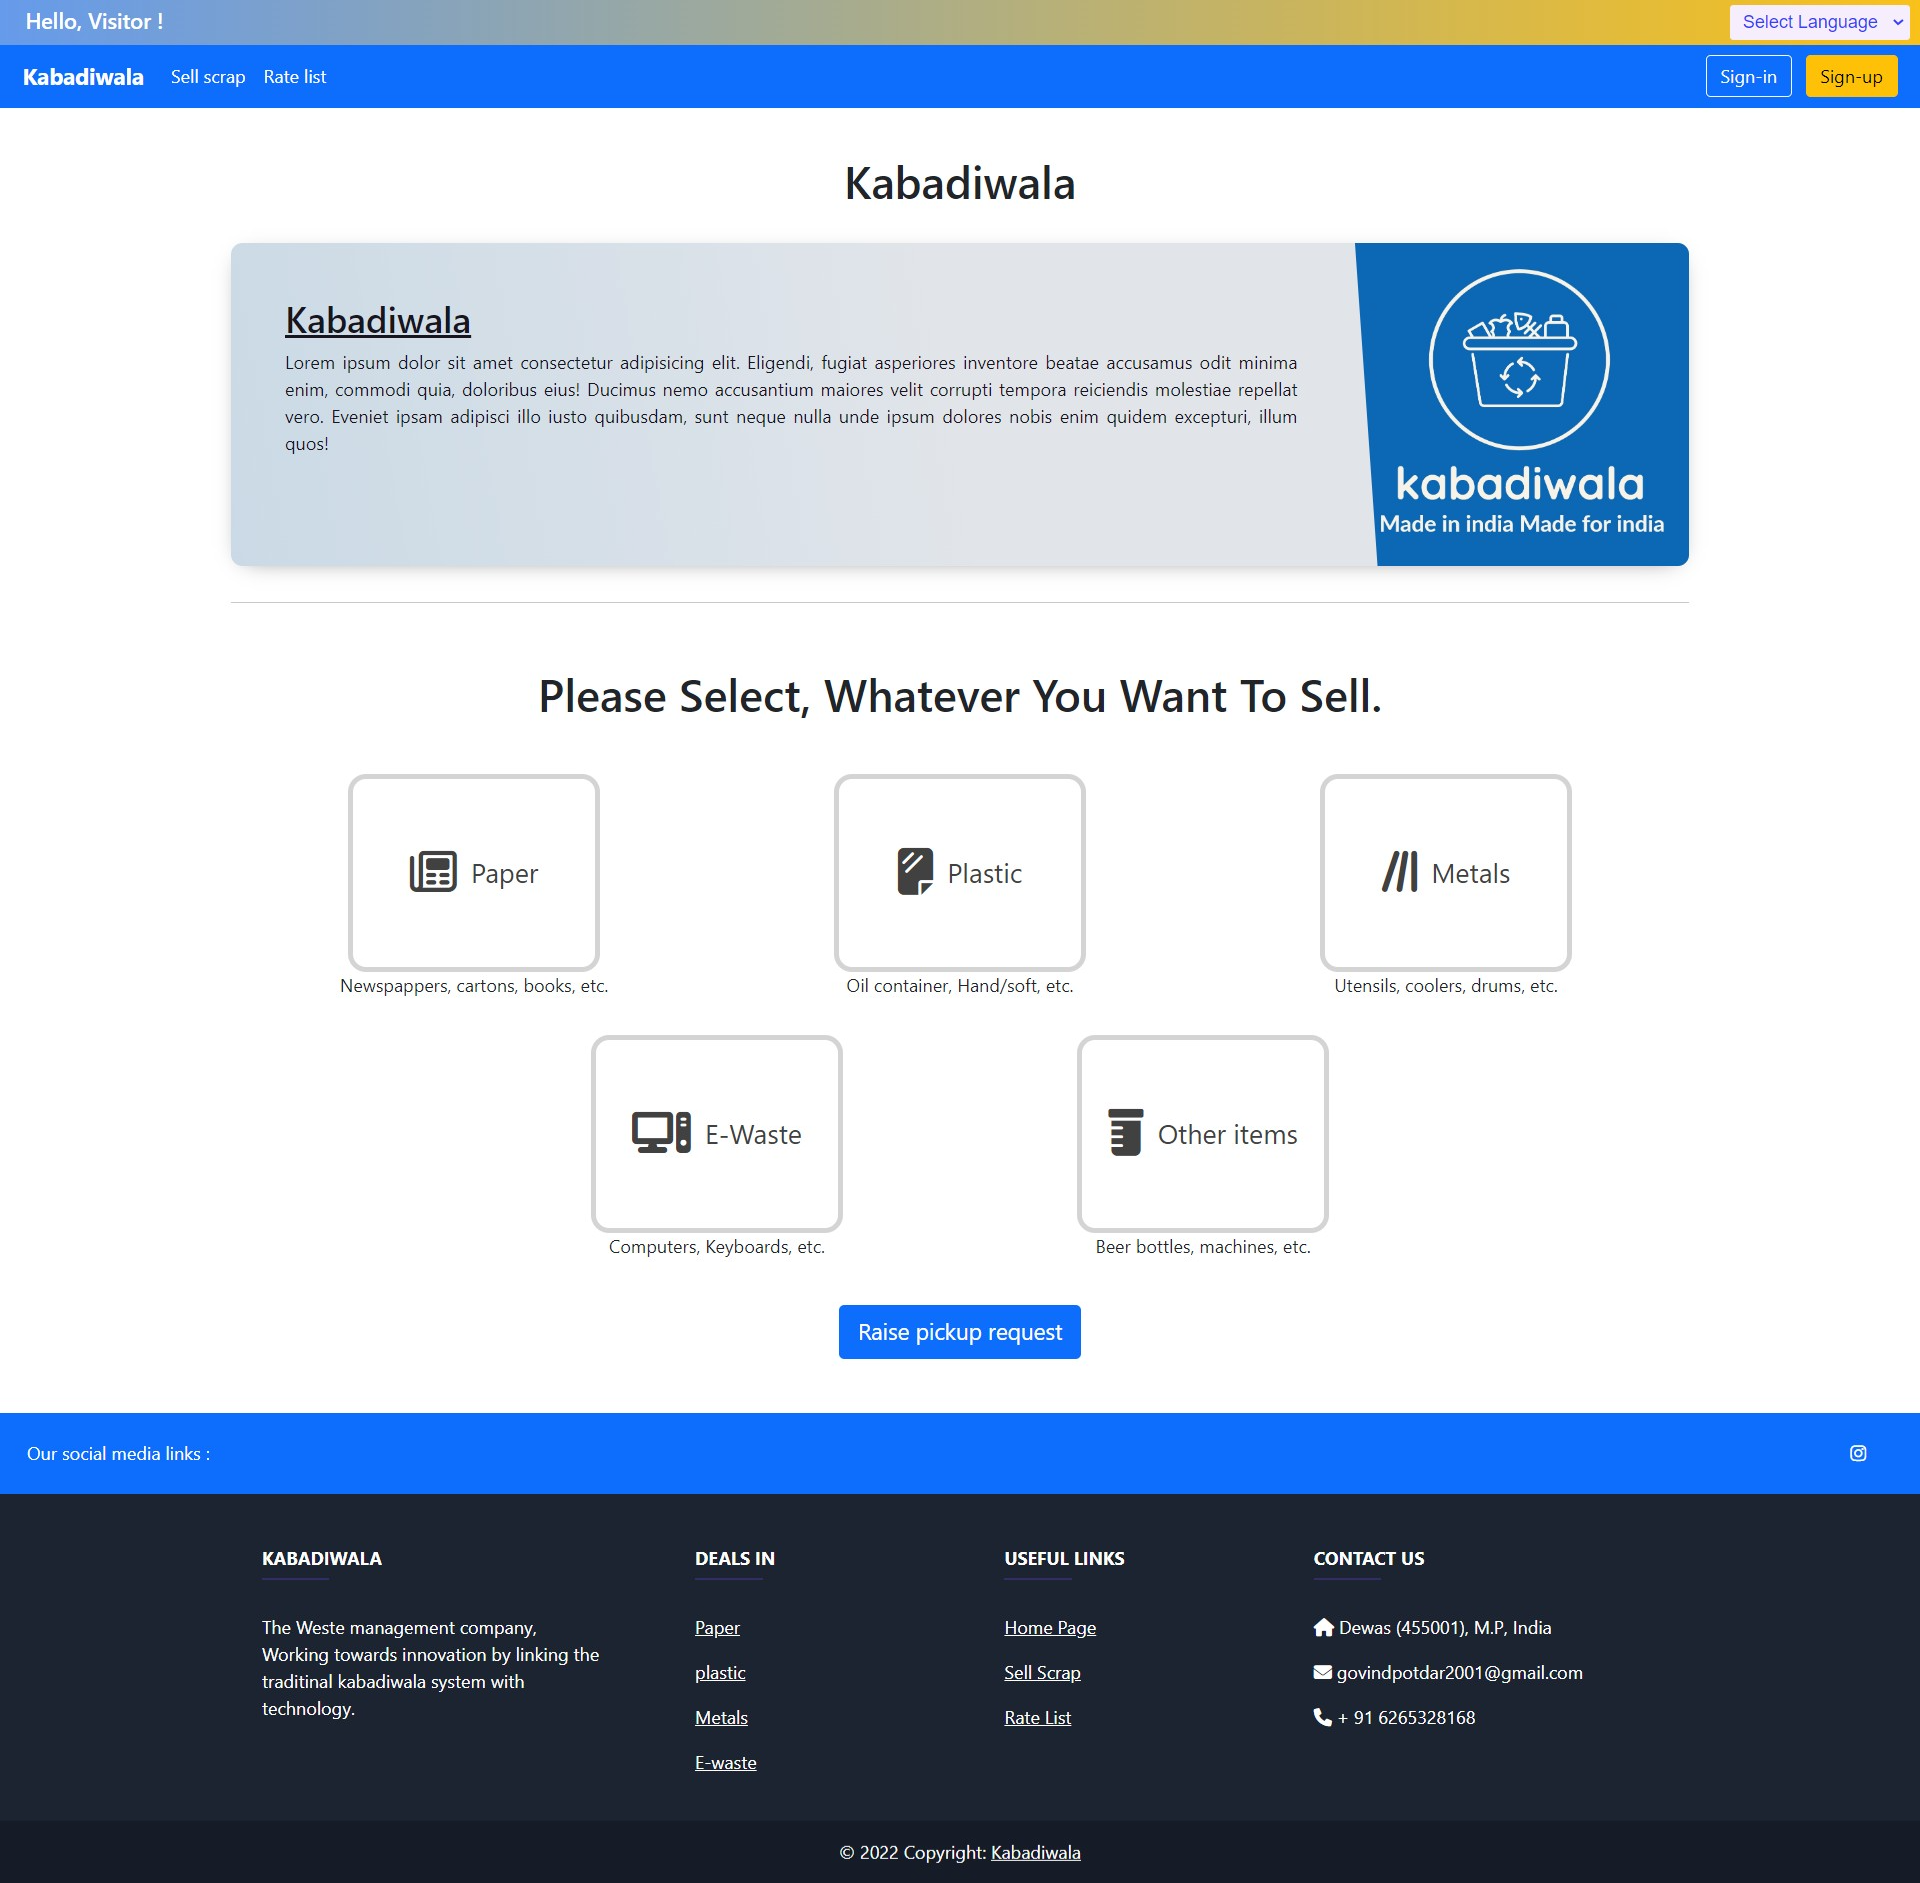 Hello, Visitor !
Select Language
Kabadiwala
Sell scrap
Rate list
Sign-in
Sign-up
Kabadiwala
Kabadiwala
Lorem ipsum dolor sit amet consectetur adipisicing elit. Eligendi, fugiat asperiores inventore beatae accusamus odit minima
enim, commodi quia, doloribus eius! Ducimus nemo accusantium maiores velit corrupti tempora reiciendis molestiae repellat
vero. Eveniet ipsam adipisci illo iusto quibusdam, sunt neque nulla unde ipsum dolores nobis enim quidem excepturi, illum
quos!
kabadiwala
Made in india Made for india
Please Select, Whatever You Want To Sell.
Paper
Newspappers, cartons, books, etc.
Plastic
Oil container, Hand/soft, etc.
Metals
Utensils, coolers, drums, etc.
E-Waste
Computers, Keyboards, etc.
Other items
Beer bottles, machines, etc.
Raise pickup request
Our social media links :
KABADIWALA
The Weste management company,
Working towards innovation by linking the
traditinal kabadiwala system with
technology.
DEALS IN
Paper
plastic
Metals
E-waste
USEFUL LINKS
Home Page
Sell Scrap
Rate List
CONTACT US
Dewas (455001), M.P, India
govindpotdar2001@gmail.com
+ 91 6265328168
© 2022 Copyright: Kabadiwala